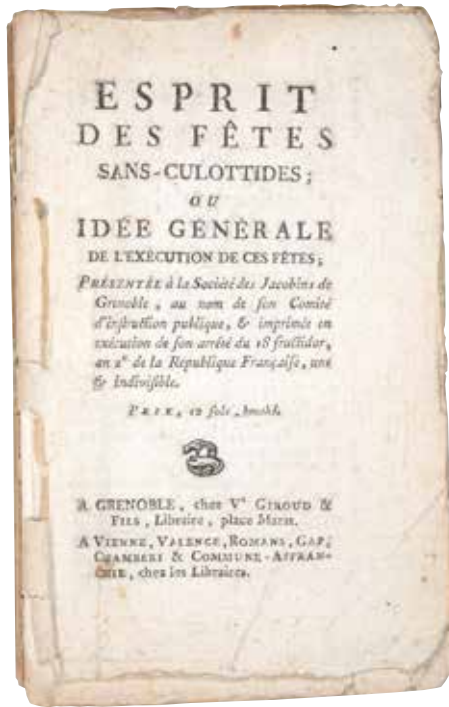 ESPRIT
DES FÊTES
SANS-CULOTTIDES;
OU
IDÉE GÉNÉRALE
DE L'EXÉCUTION DE CES FÊTES;
PRÉSENTÉE à la Société des Jacobins de
Grenoble, au nom de ſon Comité
d'inſtruction publique, & imprimée en
exécution de ſon arrêté du 18 fructidor,
an 2e de la République Françaiſe, une
& indiviſible.
PRIX, 12 ſols,
A GRENOBLE, chez Ve GIROUD &
FILS, Libraire, place Marat.
A VIENNE, VALENCE, ROMANS, GAP,
CHAMBERI & COMMUNE-AFFRAN-
CHIE, chez les Libraires.